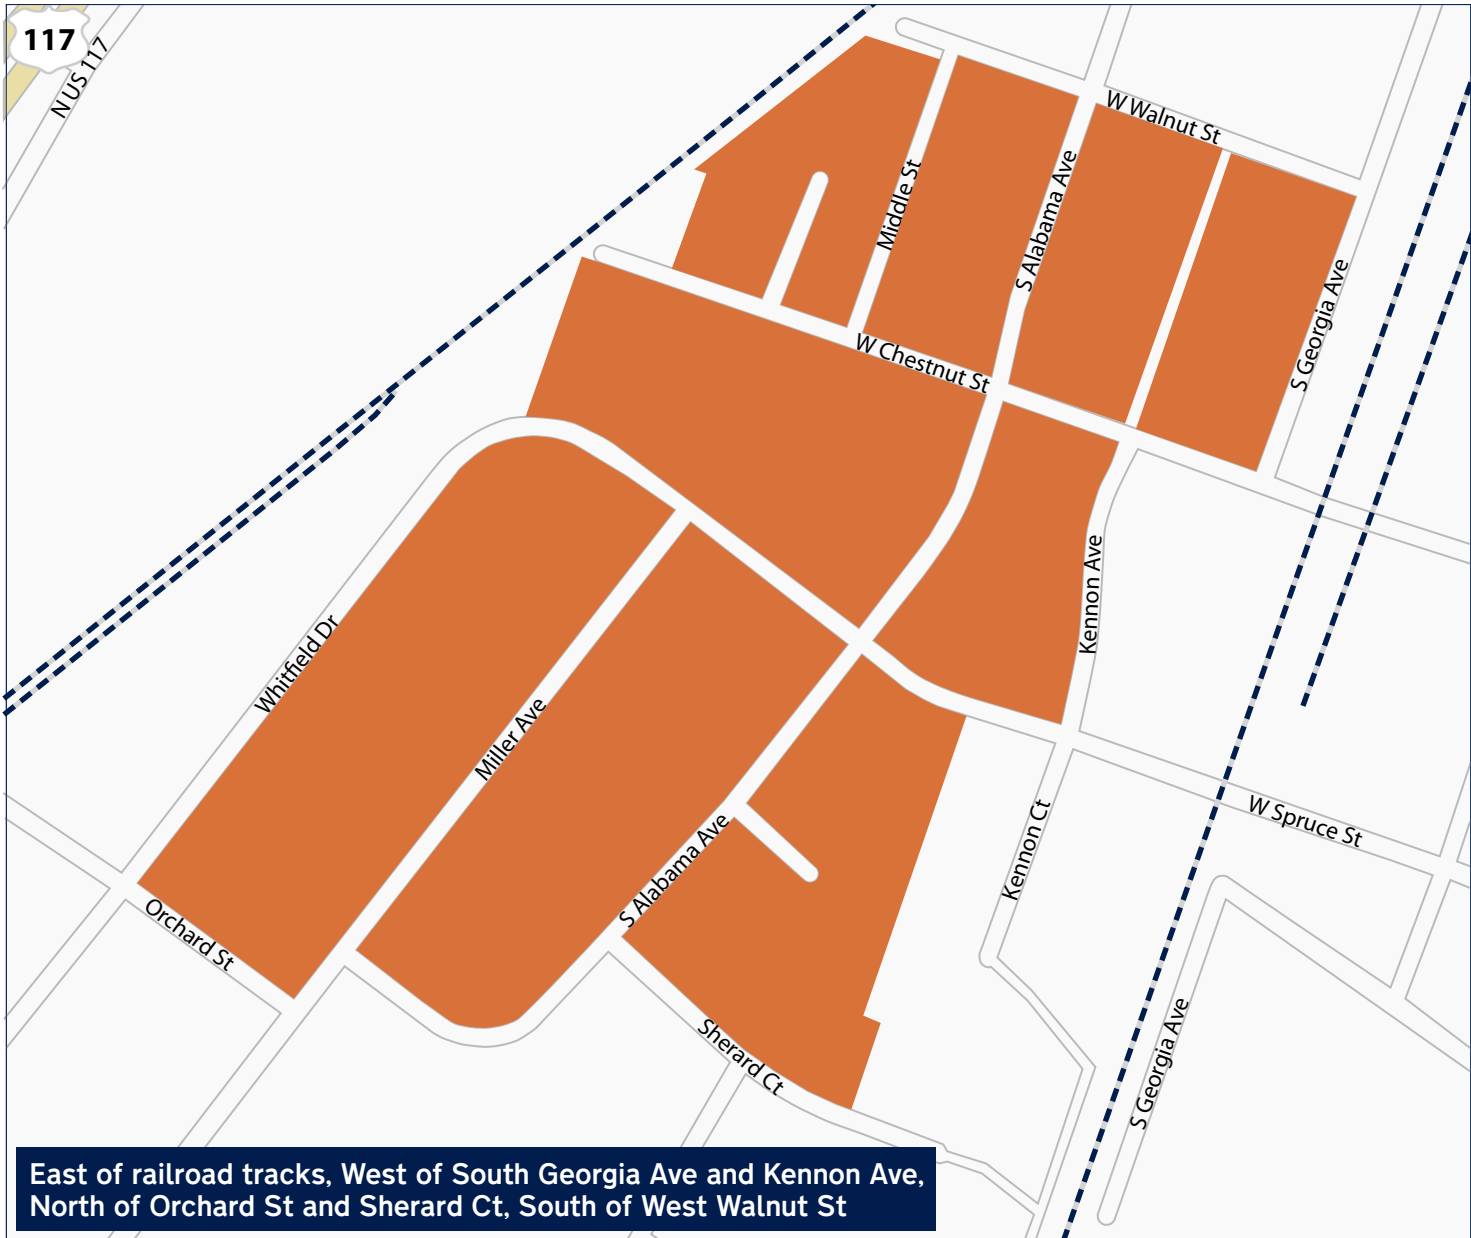 117
N US 117
W Walnut St
Middle St
S Alabama Ave
S Georgia Ave
W Chestnut St
Kennon Ave
Whitfield Dr
Miller Ave
S Alabama Ave
Kennon Ct
W Spruce St
Orchard St
Sherard Ct
S Georgia Ave
East of railroad tracks, West of South Georgia Ave and Kennon Ave,
North of Orchard St and Sherard Ct, South of West Walnut St